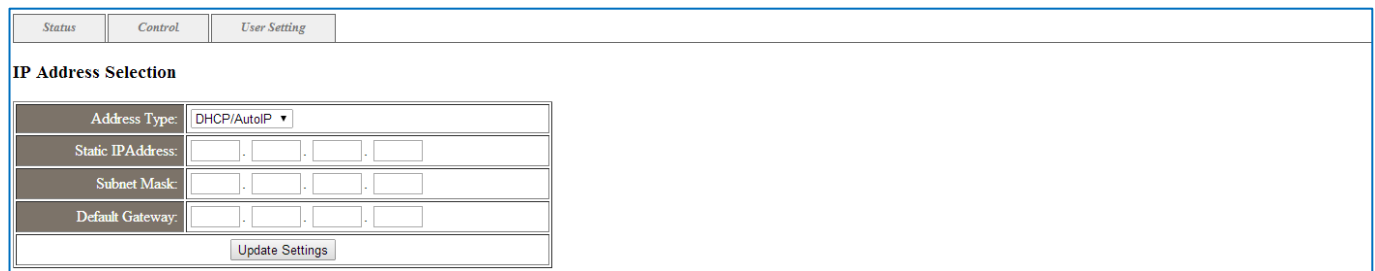 Status Control User Setting
IP Address Selection
Address Type: DHCP/AutoIP ▼
Static IPAddress: . . .
Subnet Mask: . . .
Default Gateway: . . .
Update Settings